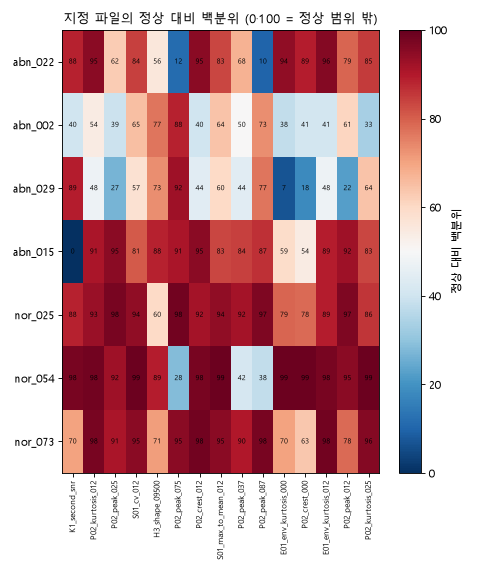 지정 파일의 정상 대비 백분위 (0·100 = 정상 범위 밖)
abn_022 88 95 62 84 56 12 95 83 68 10 94 89 96 79 85
abn_002 40 54 39 65 77 88 40 64 50 73 38 41 41 61 33
abn_029 89 48 27 57 73 92 44 60 44 77 7 18 48 22 64
abn_015 91 95 81 88 91 95 83 84 87 59 54 89 92 83
nor_025 88 93 98 94 60 92 94 92 97 79 78 89 97 86
nor_054 92 89 28 42 38 95
nor_073 70 98 91 95 71 95 98 95 90 98 70 63 98 78 96
K1_second_snr
P02_kurtosis_012
P02_peak_025
S01_cv_012
H3_shape_09500
P02_peak_075
P02_crest_012
S01_max_to_mean_012
P02_peak_037
P02_peak_087
E01_env_kurtosis_000
P02_crest_000
E01_env_kurtosis_012
P02_peak_012
P02_kurtosis_025
100
80
60
40
20
0
정상 대비 백분위